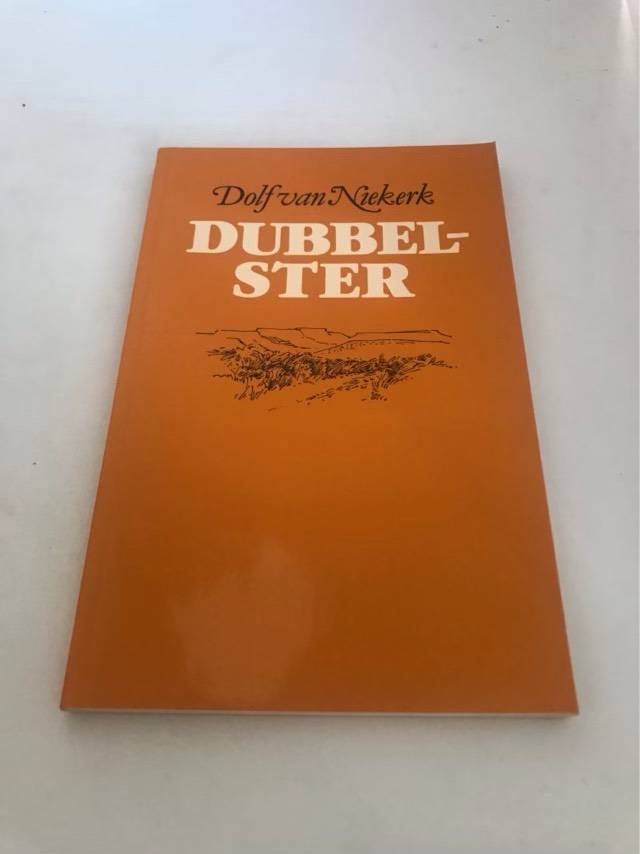 Dolf van Niekerk
DUBBEL-
STER